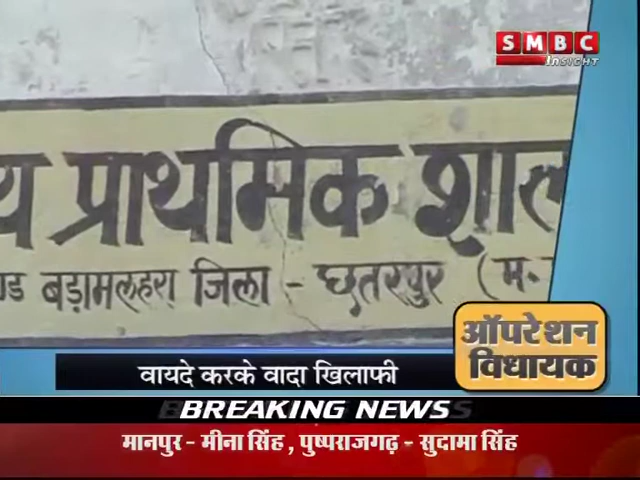 SMBC
INSIGHT
य प्राथमिक शाल
ण्ड बड़ामलहरा जिला - छतरपुर (म.
ऑपरेशन
विधायक
वायदे करके वादा खिलाफी
BREAKING NEWS
मानपुर - मीना सिंह , पुष्पराजगढ़ - सुदामा सिंह